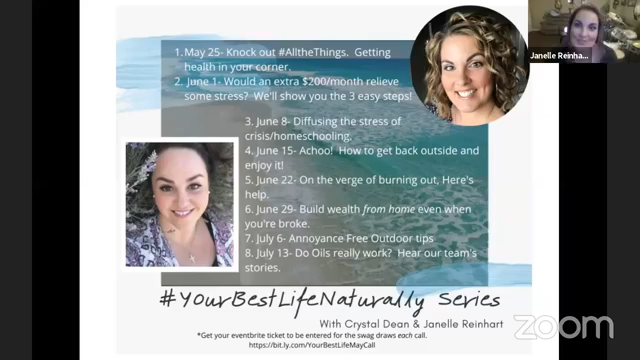 1. May 25- Knock out #AlltheThings. Getting
health in your corner.
2. June 1- Would an extra $200/month relieve
some stress? We'll show you the 3 easy steps!
3. June 8- Diffusing the stress of
crisis/homeschooling.
4. June 15- Achoo! How to get back outside and
enjoy it!
5. June 22- On the verge of burning out, Here's
help.
6. June 29- Build wealth from home even when
you're broke.
7. July 6- Annoyance Free Outdoor tips
8. July 13- Do Oils really work? Hear our team's
stories.
#YourBestLifeNaturally Series
With Crystal Dean & Janelle Reinhart
*Get your eventbrite ticket to be entered for the swag draws each call.
https://bit.ly.com/YourBestLifeMayCall
Janelle Reinha...
zoom